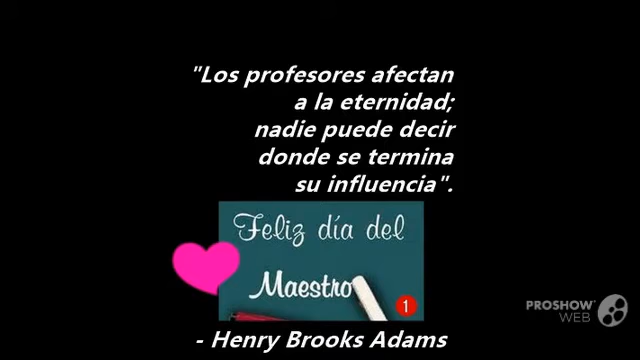 "Los profesores afectan
a la eternidad;
nadie puede decir
donde se termina
su influencia".
Feliz día del
Maestro
1
- Henry Brooks Adams
PROSHOW
WEB